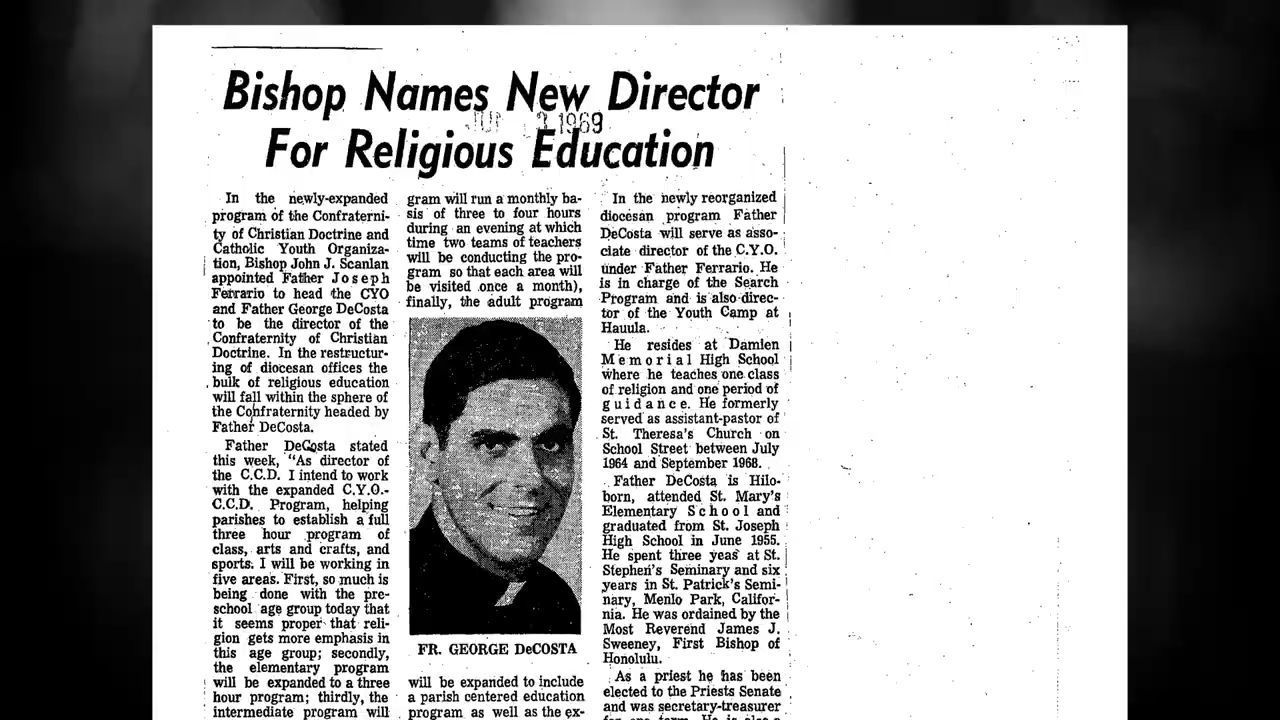 Bishop Names New Director
1969
For Religious Education
In the newly-expanded
program of the Confraterni-
ty of Christian Doctrine and
Catholic Youth Organiza-
tion, Bishop John J. Scanlan
appointed Father Joseph
Ferrario to head the CYO
and Father George DeCosta
to be the director of the
Confraternity of Christian
Doctrine. In the restructur-
ing of diocesan offices the
bulk of religious education
will fall within the sphere of
the Confraternity headed by
Father DeCosta.
Father DeCosta stated
this week, "As director of
the C.C.D. I intend to work
with the expanded C.Y.O.-
C.C.D. Program, helping
parishes to establish a full
three hour program of
class, arts and crafts, and
sports. I will be working in
five areas. First, so much is
being done with the pre-
school age group today that
it seems proper that reli-
gion gets more emphasis in
this age group; secondly,
the elementary program
will be expanded to a three
hour program; thirdly, the
intermediate program will
gram will run a monthly ba-
sis of three to four hours
during an evening at which
time two teams of teachers
will be conducting the pro-
gram so that each area will
be visited once a month),
finally, the adult program
FR. GEORGE DeCOSTA
will be expanded to include
a parish centered education
program as well as the ex-
In the newly reorganized
diocesan program Father
DeCosta will serve as asso-
ciate director of the C.Y.O.
under Father Ferrario. He
is in charge of the Search
Program and is also direc-
tor of the Youth Camp at
Hauula.
He resides at Damien
Memorial High School
where he teaches one class
of religion and one period of
guidance. He formerly
served as assistant-pastor of
St. Theresa's Church on
School Street between July
1964 and September 1968.
Father DeCosta is Hilo-
born, attended St. Mary's
Elementary School and
graduated from St. Joseph
High School in June 1955.
He spent three year at St.
Stephen's Seminary and six
years in St. Patrick's Semi-
nary, Menlo Park, Califor-
nia. He was ordained by the
Most Reverend James J.
Sweeney, First Bishop of
Honolulu.
As a priest he has been
elected to the Priests Senate
and was secretary-treasurer